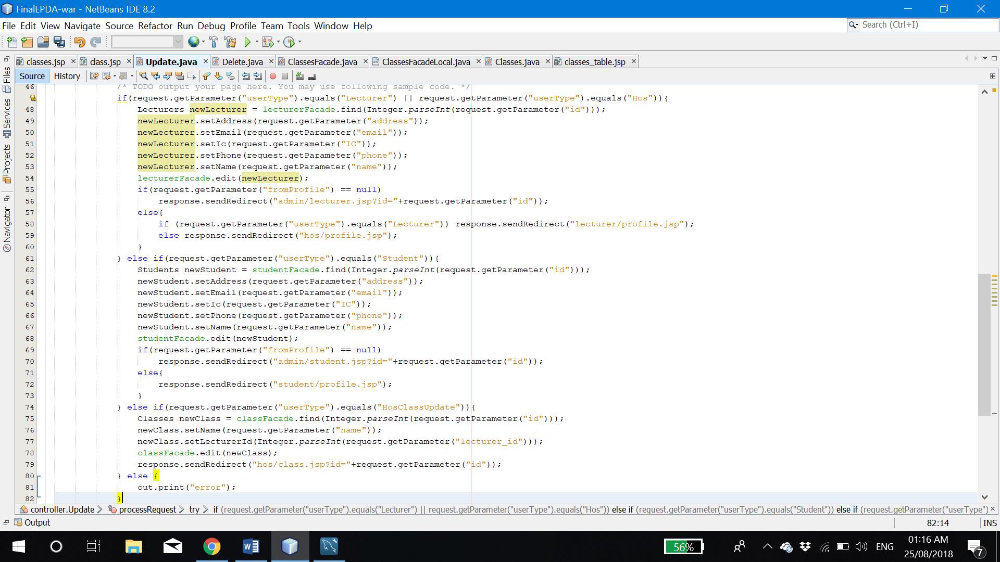 FinalEPDA-war - NetBeans IDE 8.2
File Edit View Navigate Source Refactor Run Debug Profile Team Tools Window Help
Search (Ctrl+I)
classes.jsp class.jsp Update.java Delete.java ClassesFacade.java ClassesFacadeLocal.java Classes.java classes_table.jsp
Source History
Files
Services
Projects
Navigator
46 /* TODO output your page here. You may use following sample code. */
if(request.getParameter("userType").equals("Lecturer") || request.getParameter("userType").equals("Hos")){
48 Lecturers newLecturer = lecturerFacade.find(Integer.parseInt(request.getParameter("id")));
49 newLecturer.setAddress(request.getParameter("address"));
50 newLecturer.setEmail(request.getParameter("email"));
51 newLecturer.setIc(request.getParameter("IC"));
52 newLecturer.setPhone(request.getParameter("phone"));
53 newLecturer.setName(request.getParameter("name"));
54 lecturerFacade.edit(newLecturer);
55 if(request.getParameter("fromProfile") == null)
56 response.sendRedirect("admin/lecturer.jsp?id="+request.getParameter("id"));
57 else{
58 if (request.getParameter("userType").equals("Lecturer")) response.sendRedirect("lecturer/profile.jsp");
59 else response.sendRedirect("hos/profile.jsp");
60 }
61 } else if(request.getParameter("userType").equals("Student")){
62 Students newStudent = studentFacade.find(Integer.parseInt(request.getParameter("id")));
63 newStudent.setAddress(request.getParameter("address"));
64 newStudent.setEmail(request.getParameter("email"));
65 newStudent.setIc(request.getParameter("IC"));
66 newStudent.setPhone(request.getParameter("phone"));
67 newStudent.setName(request.getParameter("name"));
68 studentFacade.edit(newStudent);
69 if(request.getParameter("fromProfile") == null)
70 response.sendRedirect("admin/student.jsp?id="+request.getParameter("id"));
71 else{
72 response.sendRedirect("student/profile.jsp");
73 }
74 } else if(request.getParameter("userType").equals("HosClassUpdate")){
75 Classes newClass = classFacade.find(Integer.parseInt(request.getParameter("id")));
76 newClass.setName(request.getParameter("name"));
77 newClass.setLecturerId(Integer.parseInt(request.getParameter("lecturer_id")));
78 classFacade.edit(newClass);
79 response.sendRedirect("hos/class.jsp?id="+request.getParameter("id"));
80 } else {
81 out.print("error");
82 }
controller.Update processRequest try if (request.getParameter("userType").equals("Lecturer") || request.getParameter("userType").equals("Hos")) else if (request.getParameter("userType").equals("Student")) else if (request.getParameter("userType")
Output
82:14 INS
56%
ENG
01:16 AM
25/08/2018
7